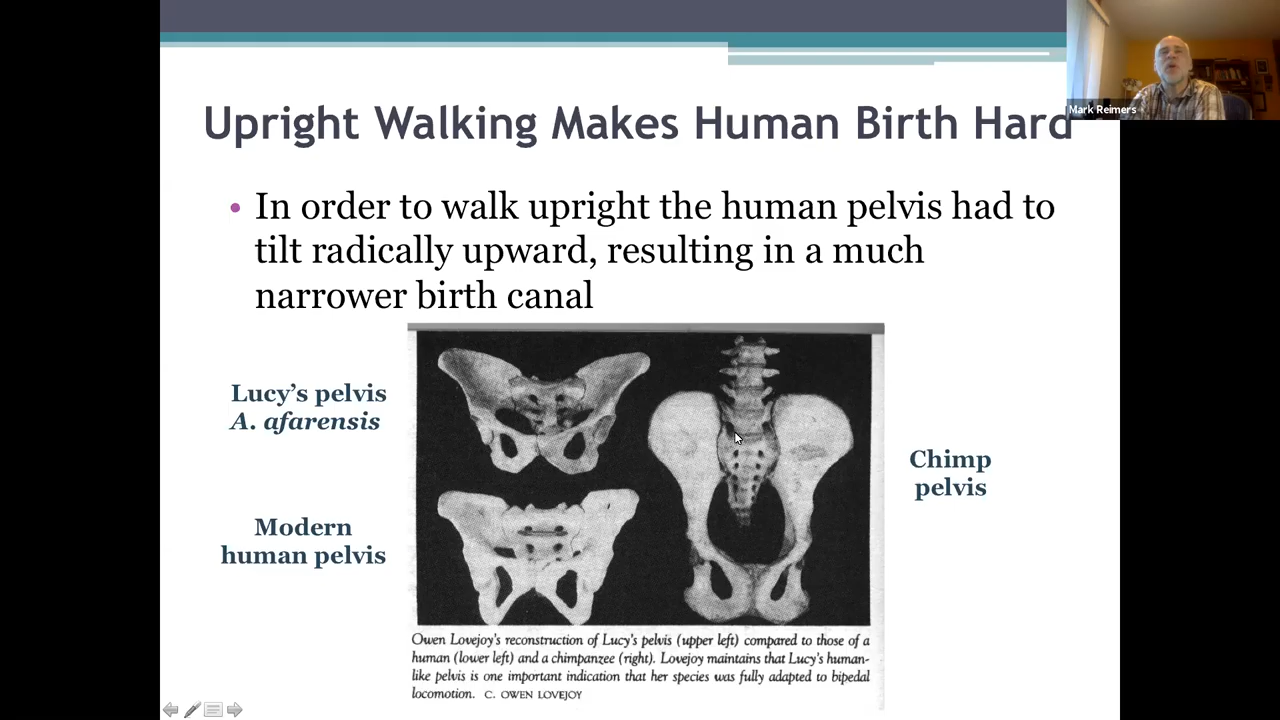 Mark Reimers
Upright Walking Makes Human Birth Hard
• In order to walk upright the human pelvis had to
tilt radically upward, resulting in a much
narrower birth canal
Lucy's pelvis
A. afarensis
Modern
human pelvis
Chimp
pelvis
Owen Lovejoy's reconstruction of Lucy's pelvis (upper left) compared to those of a
human (lower left) and a chimpanzee (right). Lovejoy maintains that Lucy's human-
like pelvis is one important indication that her species was fully adapted to bipedal
locomotion. C. OWEN LOVEJOY